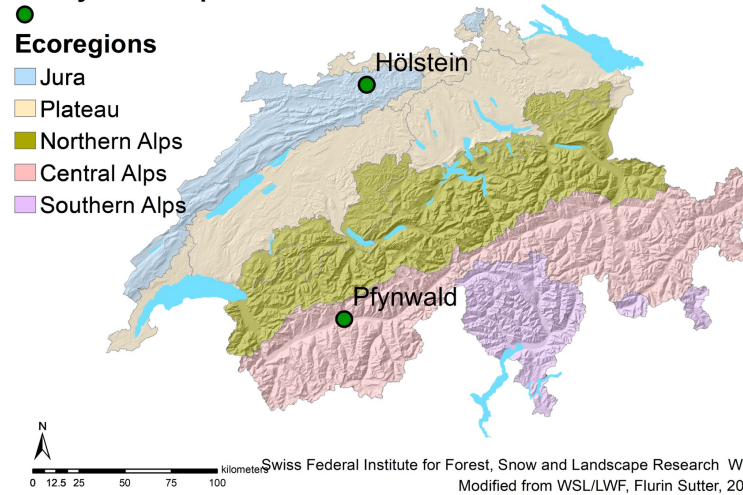 Ecoregions
Hölstein
Jura
Plateau
Northern Alps
Central Alps
Southern Alps
Pfynwald
N
0 12.5 25 50 75 100 kilometers
Swiss Federal Institute for Forest, Snow and Landscape Research
Modified from WSL/LWF, Flurin Sutter,